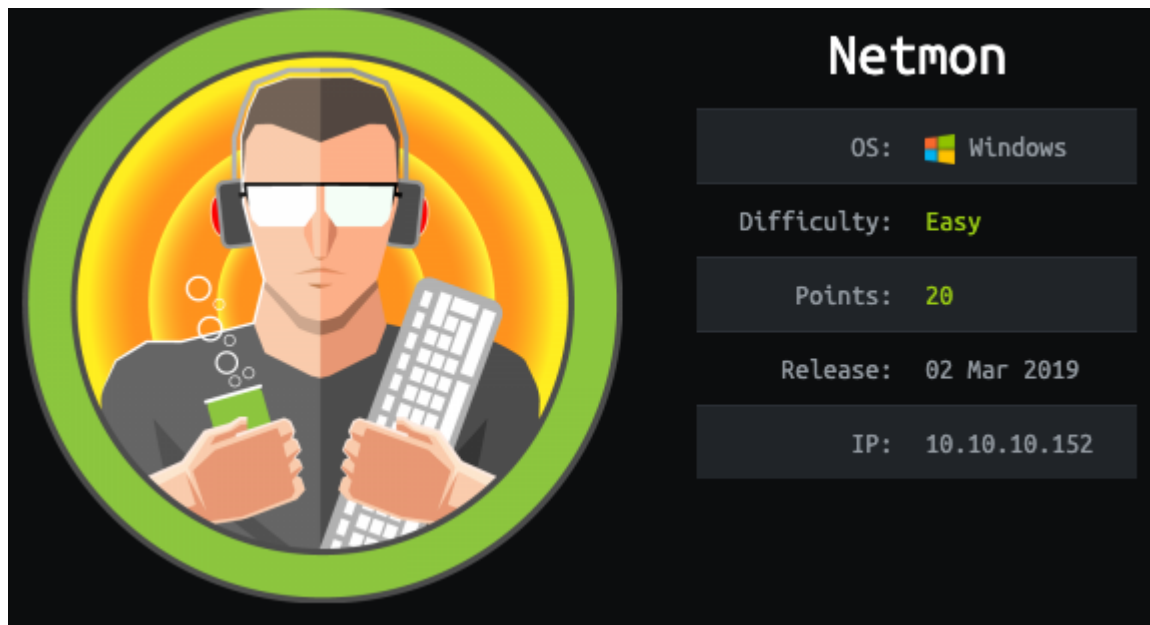 Netmon
OS: Windows
Difficulty: Easy
Points: 20
Release: 02 Mar 2019
IP: 10.10.10.152